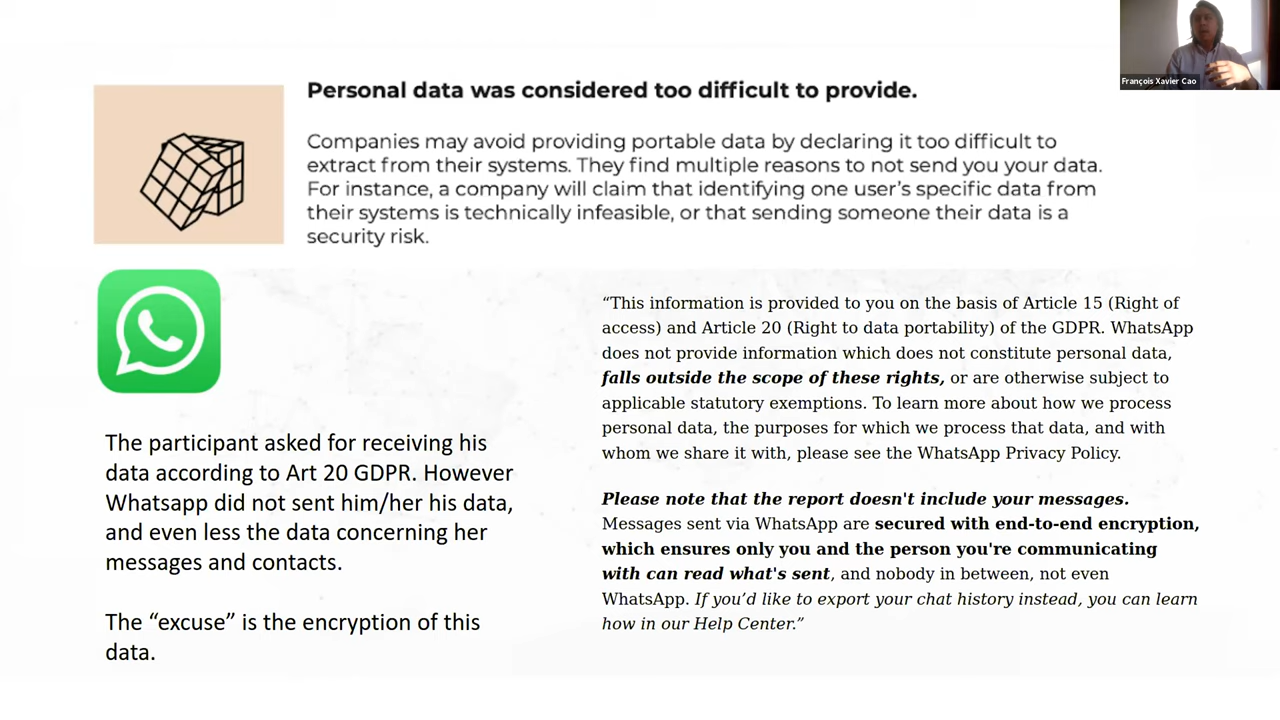 François Xavier Cao
Personal data was considered too difficult to provide.
Companies may avoid providing portable data by declaring it too difficult to
extract from their systems. They find multiple reasons to not send you your data.
For instance, a company will claim that identifying one user's specific data from
their systems is technically infeasible, or that sending someone their data is a
security risk.
The participant asked for receiving his
data according to Art 20 GDPR. However
Whatsapp did not sent him/her his data,
and even less the data concerning her
messages and contacts.
The “excuse” is the encryption of this
data.
“This information is provided to you on the basis of Article 15 (Right of
access) and Article 20 (Right to data portability) of the GDPR. WhatsApp
does not provide information which does not constitute personal data,
falls outside the scope of these rights, or are otherwise subject to
applicable statutory exemptions. To learn more about how we process
personal data, the purposes for which we process that data, and with
whom we share it with, please see the WhatsApp Privacy Policy.
Please note that the report doesn't include your messages.
Messages sent via WhatsApp are secured with end-to-end encryption,
which ensures only you and the person you're communicating
with can read what's sent, and nobody in between, not even
WhatsApp. If you’d like to export your chat history instead, you can learn
how in our Help Center.”